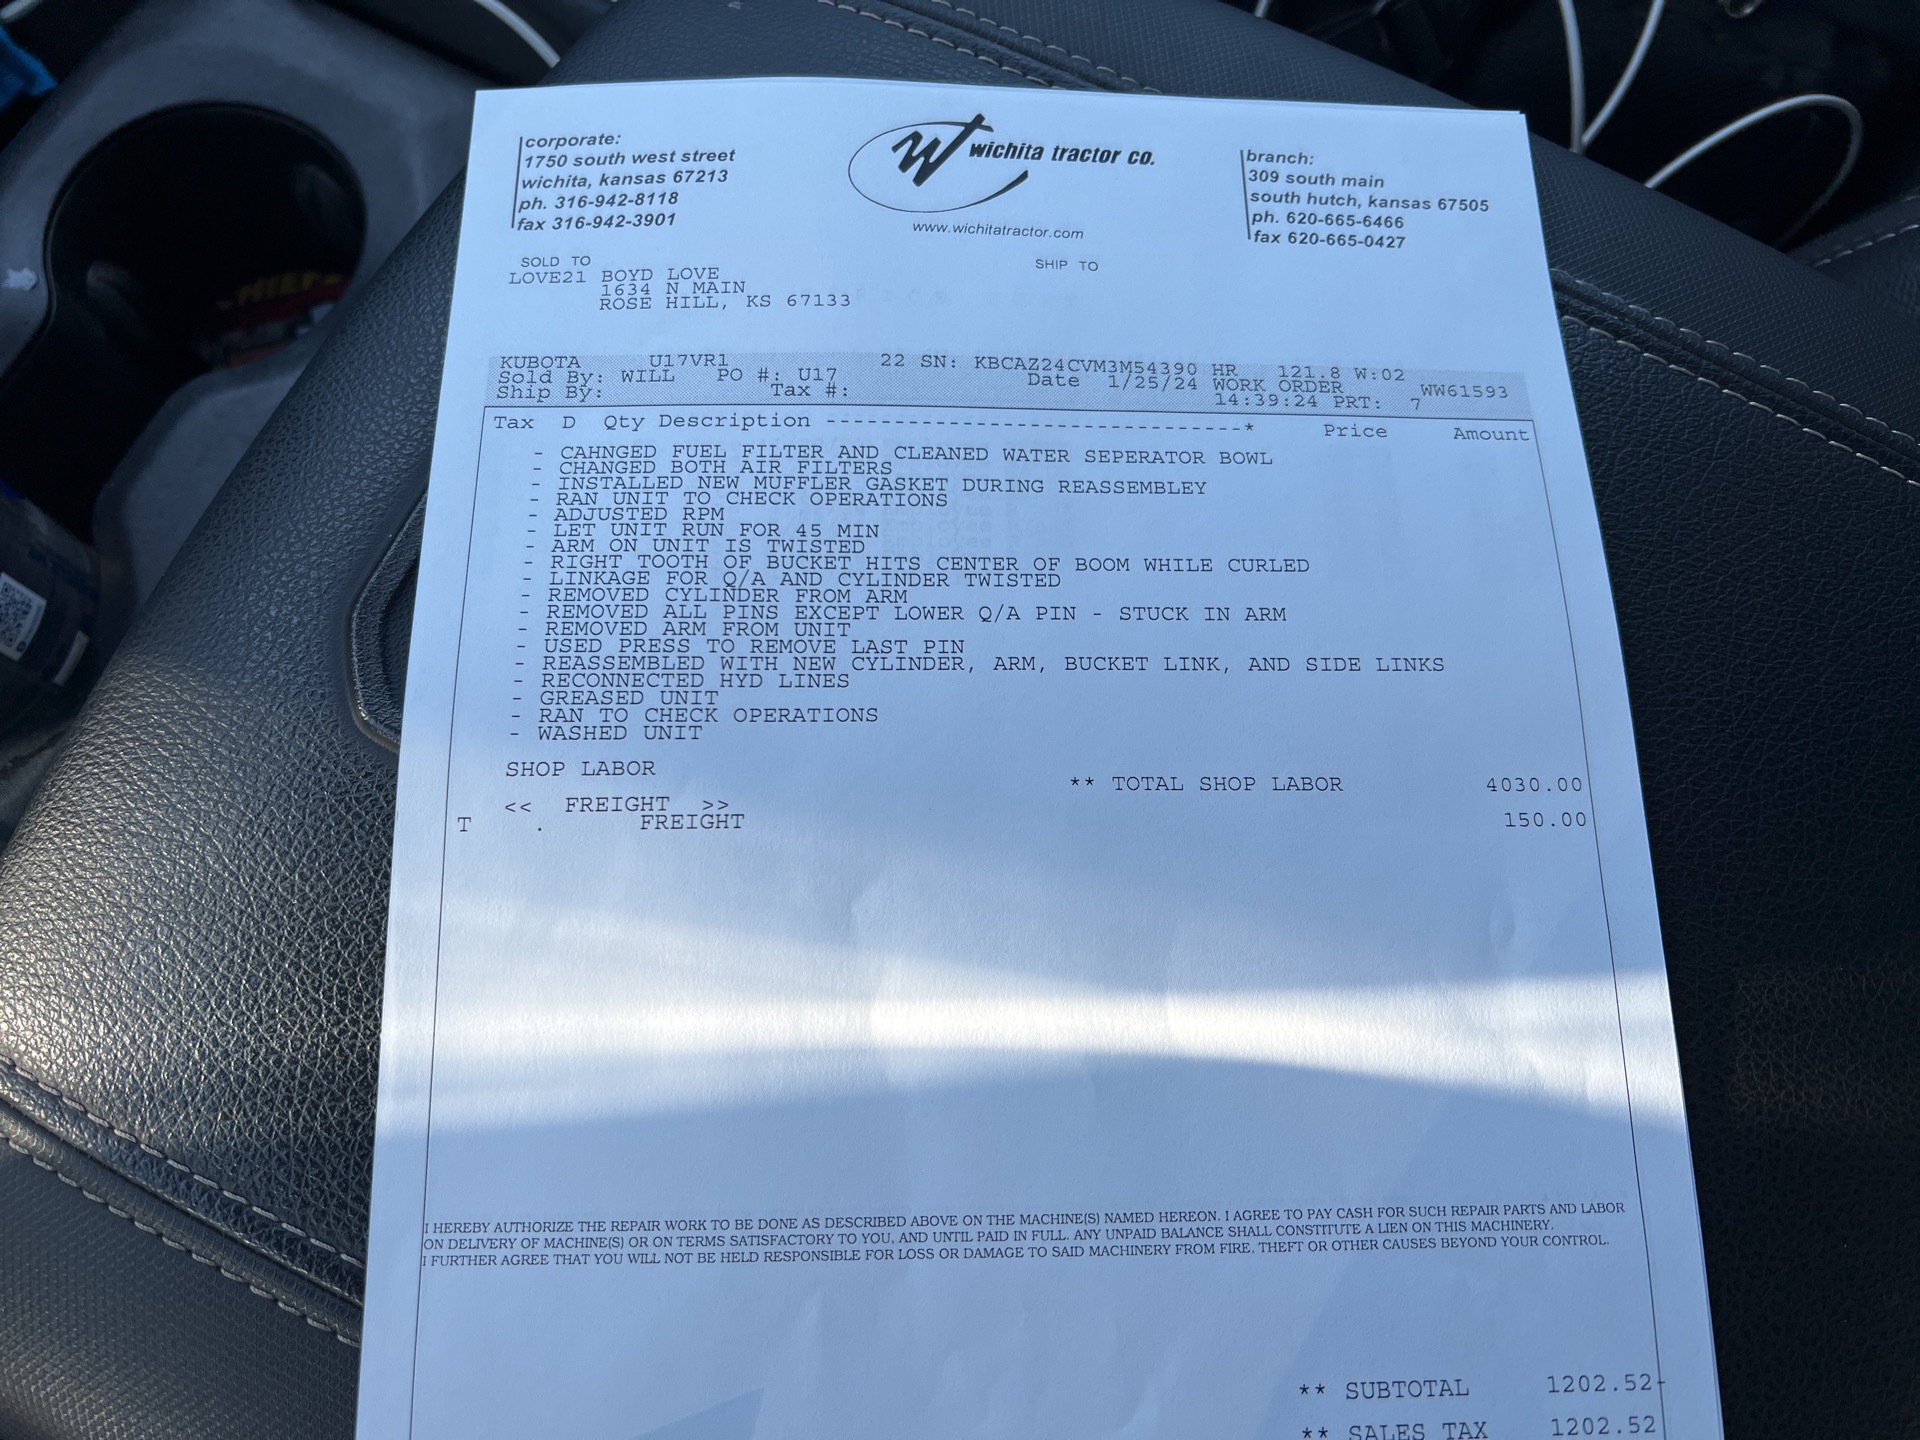 corporate:
1750 south west street
wichita, kansas 67213
ph. 316-942-8118
fax 316-942-3901
wichita tractor co.
www.wichitatractor.com
branch:
309 south main
south hutch, kansas 67505
ph. 620-665-6466
fax 620-665-0427
SOLD TO
SHIP TO
LOVE21 BOYD LOVE
1634 N MAIN
ROSE HILL, KS 67133
KUBOTA U17VR1 22 SN: KBCAZ24CVM3M54390 HR 121.8 W:02
Sold By: WILL PO #: U17 Date 1/25/24 WORK ORDER WW61593
Ship By: Tax #: 14:39:24 PRT: 7
Tax D Qty Description -------------------------------* Price Amount
- CAHNGED FUEL FILTER AND CLEANED WATER SEPERATOR BOWL
- CHANGED BOTH AIR FILTERS
- INSTALLED NEW MUFFLER GASKET DURING REASSEMBLEY
- RAN UNIT TO CHECK OPERATIONS
- ADJUSTED RPM
- LET UNIT RUN FOR 45 MIN
- ARM ON UNIT IS TWISTED
- RIGHT TOOTH OF BUCKET HITS CENTER OF BOOM WHILE CURLED
- LINKAGE FOR Q/A AND CYLINDER TWISTED
- REMOVED CYLINDER FROM ARM
- REMOVED ALL PINS EXCEPT LOWER Q/A PIN - STUCK IN ARM
- REMOVED ARM FROM UNIT
- USED PRESS TO REMOVE LAST PIN
- REASSEMBLED WITH NEW CYLINDER, ARM, BUCKET LINK, AND SIDE LINKS
- RECONNECTED HYD LINES
- GREASED UNIT
- RAN TO CHECK OPERATIONS
- WASHED UNIT
SHOP LABOR
** TOTAL SHOP LABOR 4030.00
<< FREIGHT >>
T . FREIGHT 150.00
I HEREBY AUTHORIZE THE REPAIR WORK TO BE DONE AS DESCRIBED ABOVE ON THE MACHINE(S) NAMED HEREON. I AGREE TO PAY CASH FOR SUCH REPAIR PARTS AND LABOR
ON DELIVERY OF MACHINE(S) OR ON TERMS SATISFACTORY TO YOU, AND UNTIL PAID IN FULL. ANY UNPAID BALANCE SHALL CONSTITUTE A LIEN ON THIS MACHINERY.
I FURTHER AGREE THAT YOU WILL NOT BE HELD RESPONSIBLE FOR LOSS OR DAMAGE TO SAID MACHINERY FROM FIRE, THEFT OR OTHER CAUSES BEYOND YOUR CONTROL.
** SUBTOTAL 1202.52-
** SALES TAX 1202.52